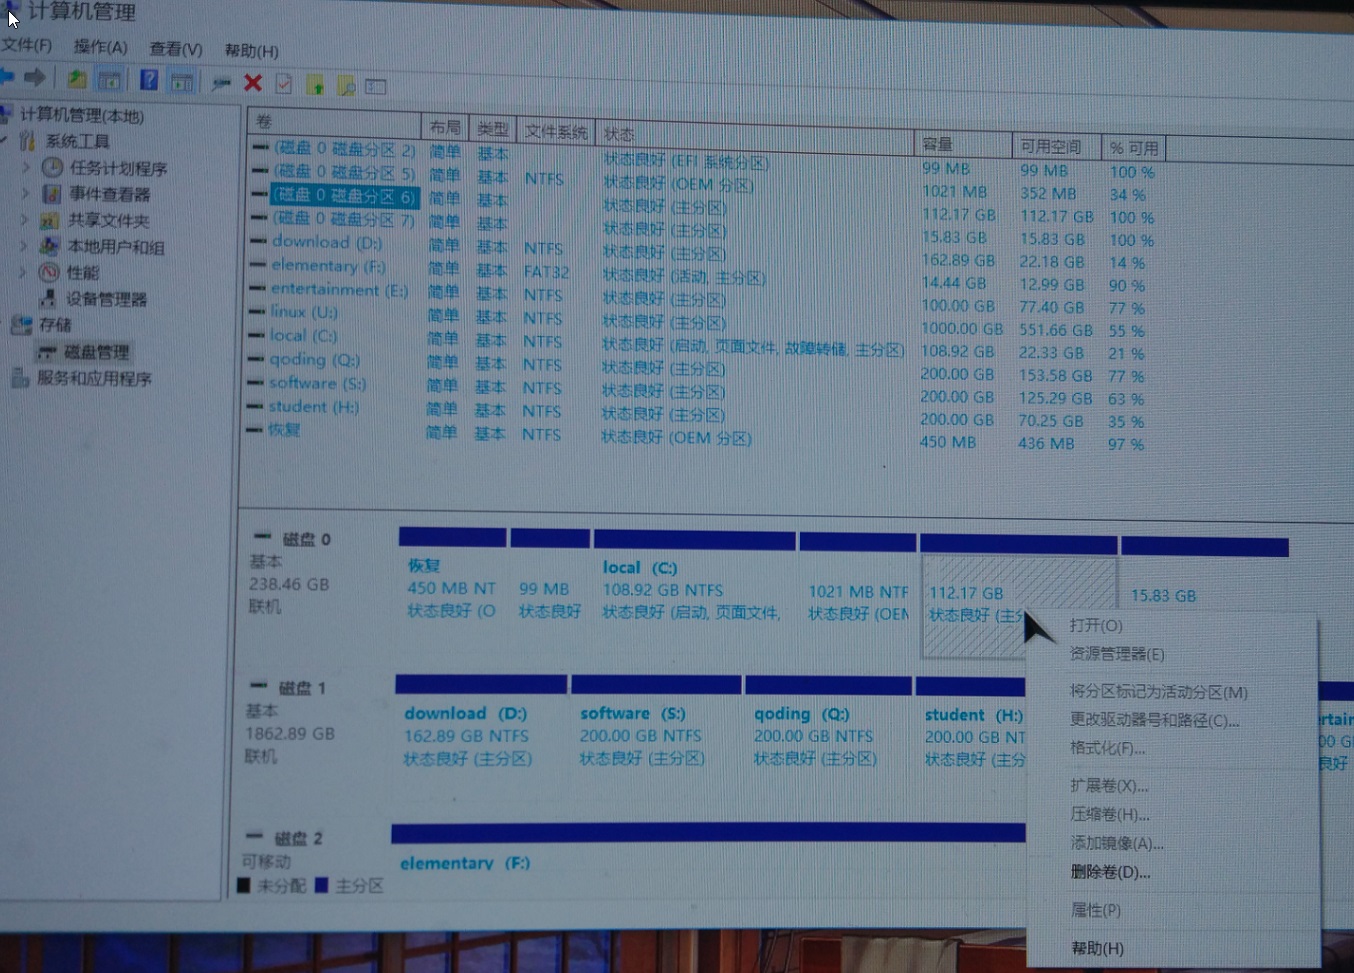 计算机管理
文件(F) 操作(A) 查看(V) 帮助(H)
计算机管理(本地)
系统工具
任务计划程序
事件查看器
共享文件夹
本地用户和组
性能
设备管理器
存储
磁盘管理
服务和应用程序
卷 布局 类型 文件系统 状态 容量 可用空间 % 可用
(磁盘 0 磁盘分区 2) 简单 基本 状态良好 (EFI 系统分区) 99 MB 99 MB 100 %
(磁盘 0 磁盘分区 5) 简单 基本 NTFS 状态良好 (OEM 分区) 1021 MB 352 MB 34 %
(磁盘 0 磁盘分区 6) 简单 基本 状态良好 (主分区) 112.17 GB 112.17 GB 100 %
(磁盘 0 磁盘分区 7) 简单 基本 状态良好 (主分区) 15.83 GB 15.83 GB 100 %
download (D:) 简单 基本 NTFS 状态良好 (主分区) 162.89 GB 22.18 GB 14 %
elementary (F:) 简单 基本 FAT32 状态良好 (活动, 主分区) 14.44 GB 12.99 GB 90 %
entertainment (E:) 简单 基本 NTFS 状态良好 (主分区) 100.00 GB 77.40 GB 77 %
linux (U:) 简单 基本 NTFS 状态良好 (主分区) 1000.00 GB 551.66 GB 55 %
local (C:) 简单 基本 NTFS 状态良好 (启动, 页面文件, 故障转储, 主分区) 108.92 GB 22.33 GB 21 %
qoding (Q:) 简单 基本 NTFS 状态良好 (主分区) 200.00 GB 153.58 GB 77 %
software (S:) 简单 基本 NTFS 状态良好 (主分区) 200.00 GB 125.29 GB 63 %
student (H:) 简单 基本 NTFS 状态良好 (主分区) 200.00 GB 70.25 GB 35 %
恢复 简单 基本 NTFS 状态良好 (OEM 分区) 450 MB 436 MB 97 %
磁盘 0
基本
238.46 GB
联机
恢复
450 MB NT
状态良好 (O
99 MB
状态良好
local (C:)
108.92 GB NTFS
状态良好 (启动, 页面文件,
1021 MB NTF
状态良好 (OEM
112.17 GB
状态良好 (主分
15.83 GB
磁盘 1
基本
1862.89 GB
联机
download (D:)
162.89 GB NTFS
状态良好 (主分区)
software (S:)
200.00 GB NTFS
状态良好 (主分区)
qoding (Q:)
200.00 GB NTFS
状态良好 (主分区)
student (H:)
200.00 GB NT
状态良好 (主分
ertain
00 GB
良好
磁盘 2
可移动
elementary (F:)
未分配 主分区
打开(O)
资源管理器(E)
将分区标记为活动分区(M)
更改驱动器号和路径(C)...
格式化(F)...
扩展卷(X)...
压缩卷(H)...
添加镜像(A)...
删除卷(D)...
属性(P)
帮助(H)